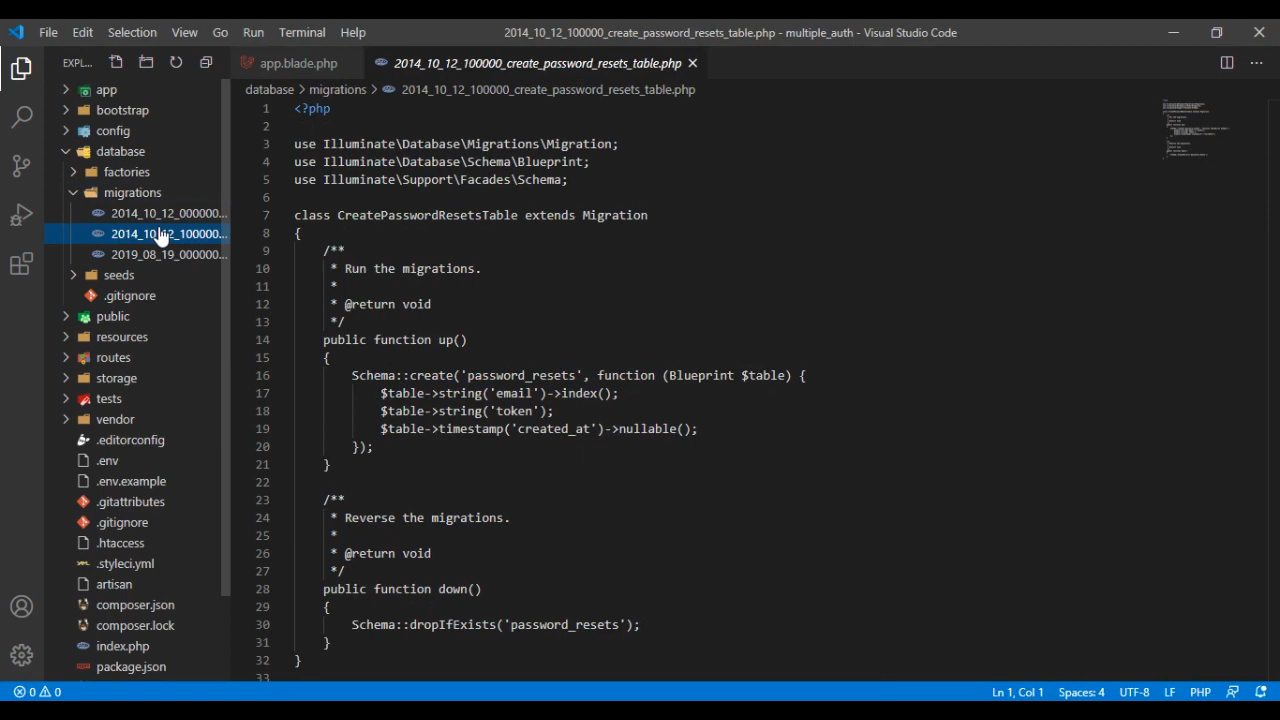 File Edit Selection View Go Run Terminal Help
2014_10_12_100000_create_password_resets_table.php - multiple_auth - Visual Studio Code
EXPL...
app
bootstrap
config
database
factories
migrations
2014_10_12_000000...
2014_10_12_100000...
2019_08_19_000000...
seeds
.gitignore
public
resources
routes
storage
tests
vendor
.editorconfig
.env
.env.example
.gitattributes
.gitignore
.htaccess
.styleci.yml
artisan
composer.json
composer.lock
index.php
package.json
app.blade.php
2014_10_12_100000_create_password_resets_table.php
database > migrations > 2014_10_12_100000_create_password_resets_table.php
1 <?php
2
3 use Illuminate\Database\Migrations\Migration;
4 use Illuminate\Database\Schema\Blueprint;
5 use Illuminate\Support\Facades\Schema;
6
7 class CreatePasswordResetsTable extends Migration
8 {
9 /**
10 * Run the migrations.
11 *
12 * @return void
13 */
14 public function up()
15 {
16 Schema::create('password_resets', function (Blueprint $table) {
17 $table->string('email')->index();
18 $table->string('token');
19 $table->timestamp('created_at')->nullable();
20 });
21 }
22
23 /**
24 * Reverse the migrations.
25 *
26 * @return void
27 */
28 public function down()
29 {
30 Schema::dropIfExists('password_resets');
31 }
32 }
33
0 0
Ln 1, Col 1 Spaces: 4 UTF-8 LF PHP